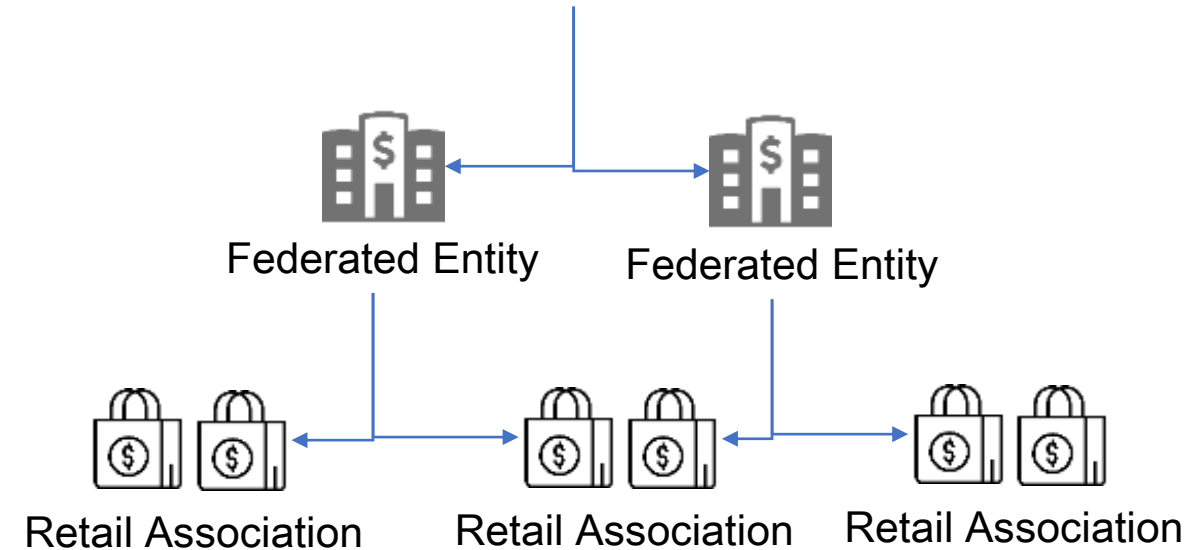 $
$
Federated Entity
Federated Entity
$
$
$
$
$
$
Retail Association
Retail Association
Retail Association